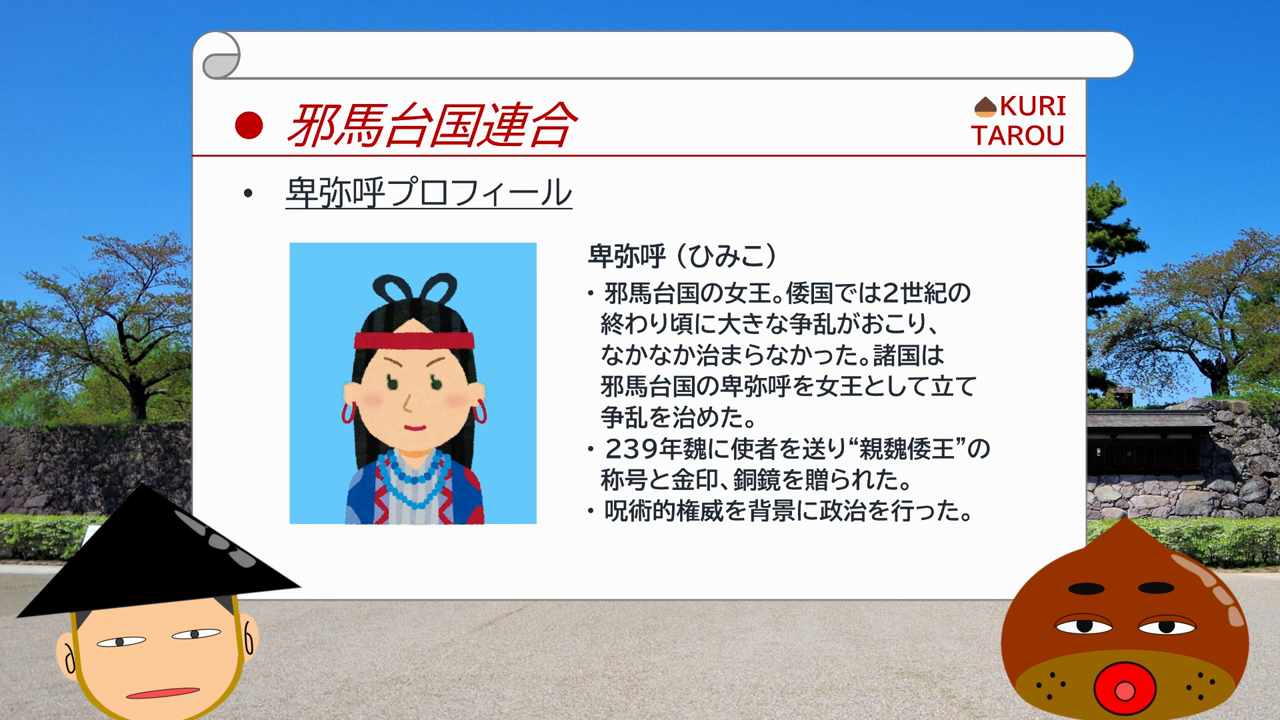 邪馬台国連合
KURI
TAROU
・ 卑弥呼プロフィール
卑弥呼（ひみこ）
・ 邪馬台国の女王。倭国では2世紀の
終わり頃に大きな争乱がおこり、
なかなか治まらなかった。諸国は
邪馬台国の卑弥呼を女王として立て
争乱を治めた。
・ 239年魏に使者を送り“親魏倭王”の
称号と金印、銅鏡を贈られた。
・ 呪術的権威を背景に政治を行った。